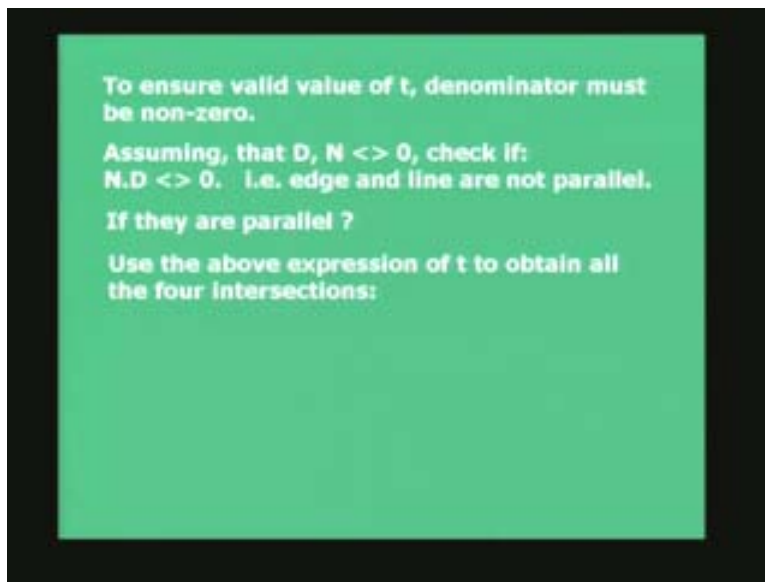 To ensure valid value of t, denominator must
be non-zero.
Assuming, that D, N <> 0, check if:
N.D <> 0.   i.e. edge and line are not parallel.
If they are parallel ?
Use the above expression of t to obtain all
the four intersections: